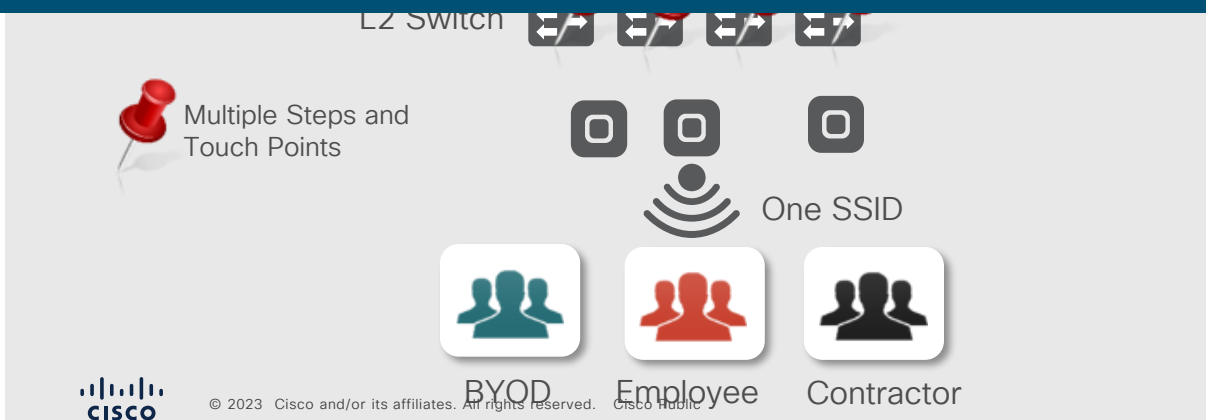 L2 Switch
Multiple Steps and
Touch Points
One SSID
BYOD
Employee
Contractor
CISCO
© 2023 Cisco and/or its affiliates. All rights reserved. Cisco Public